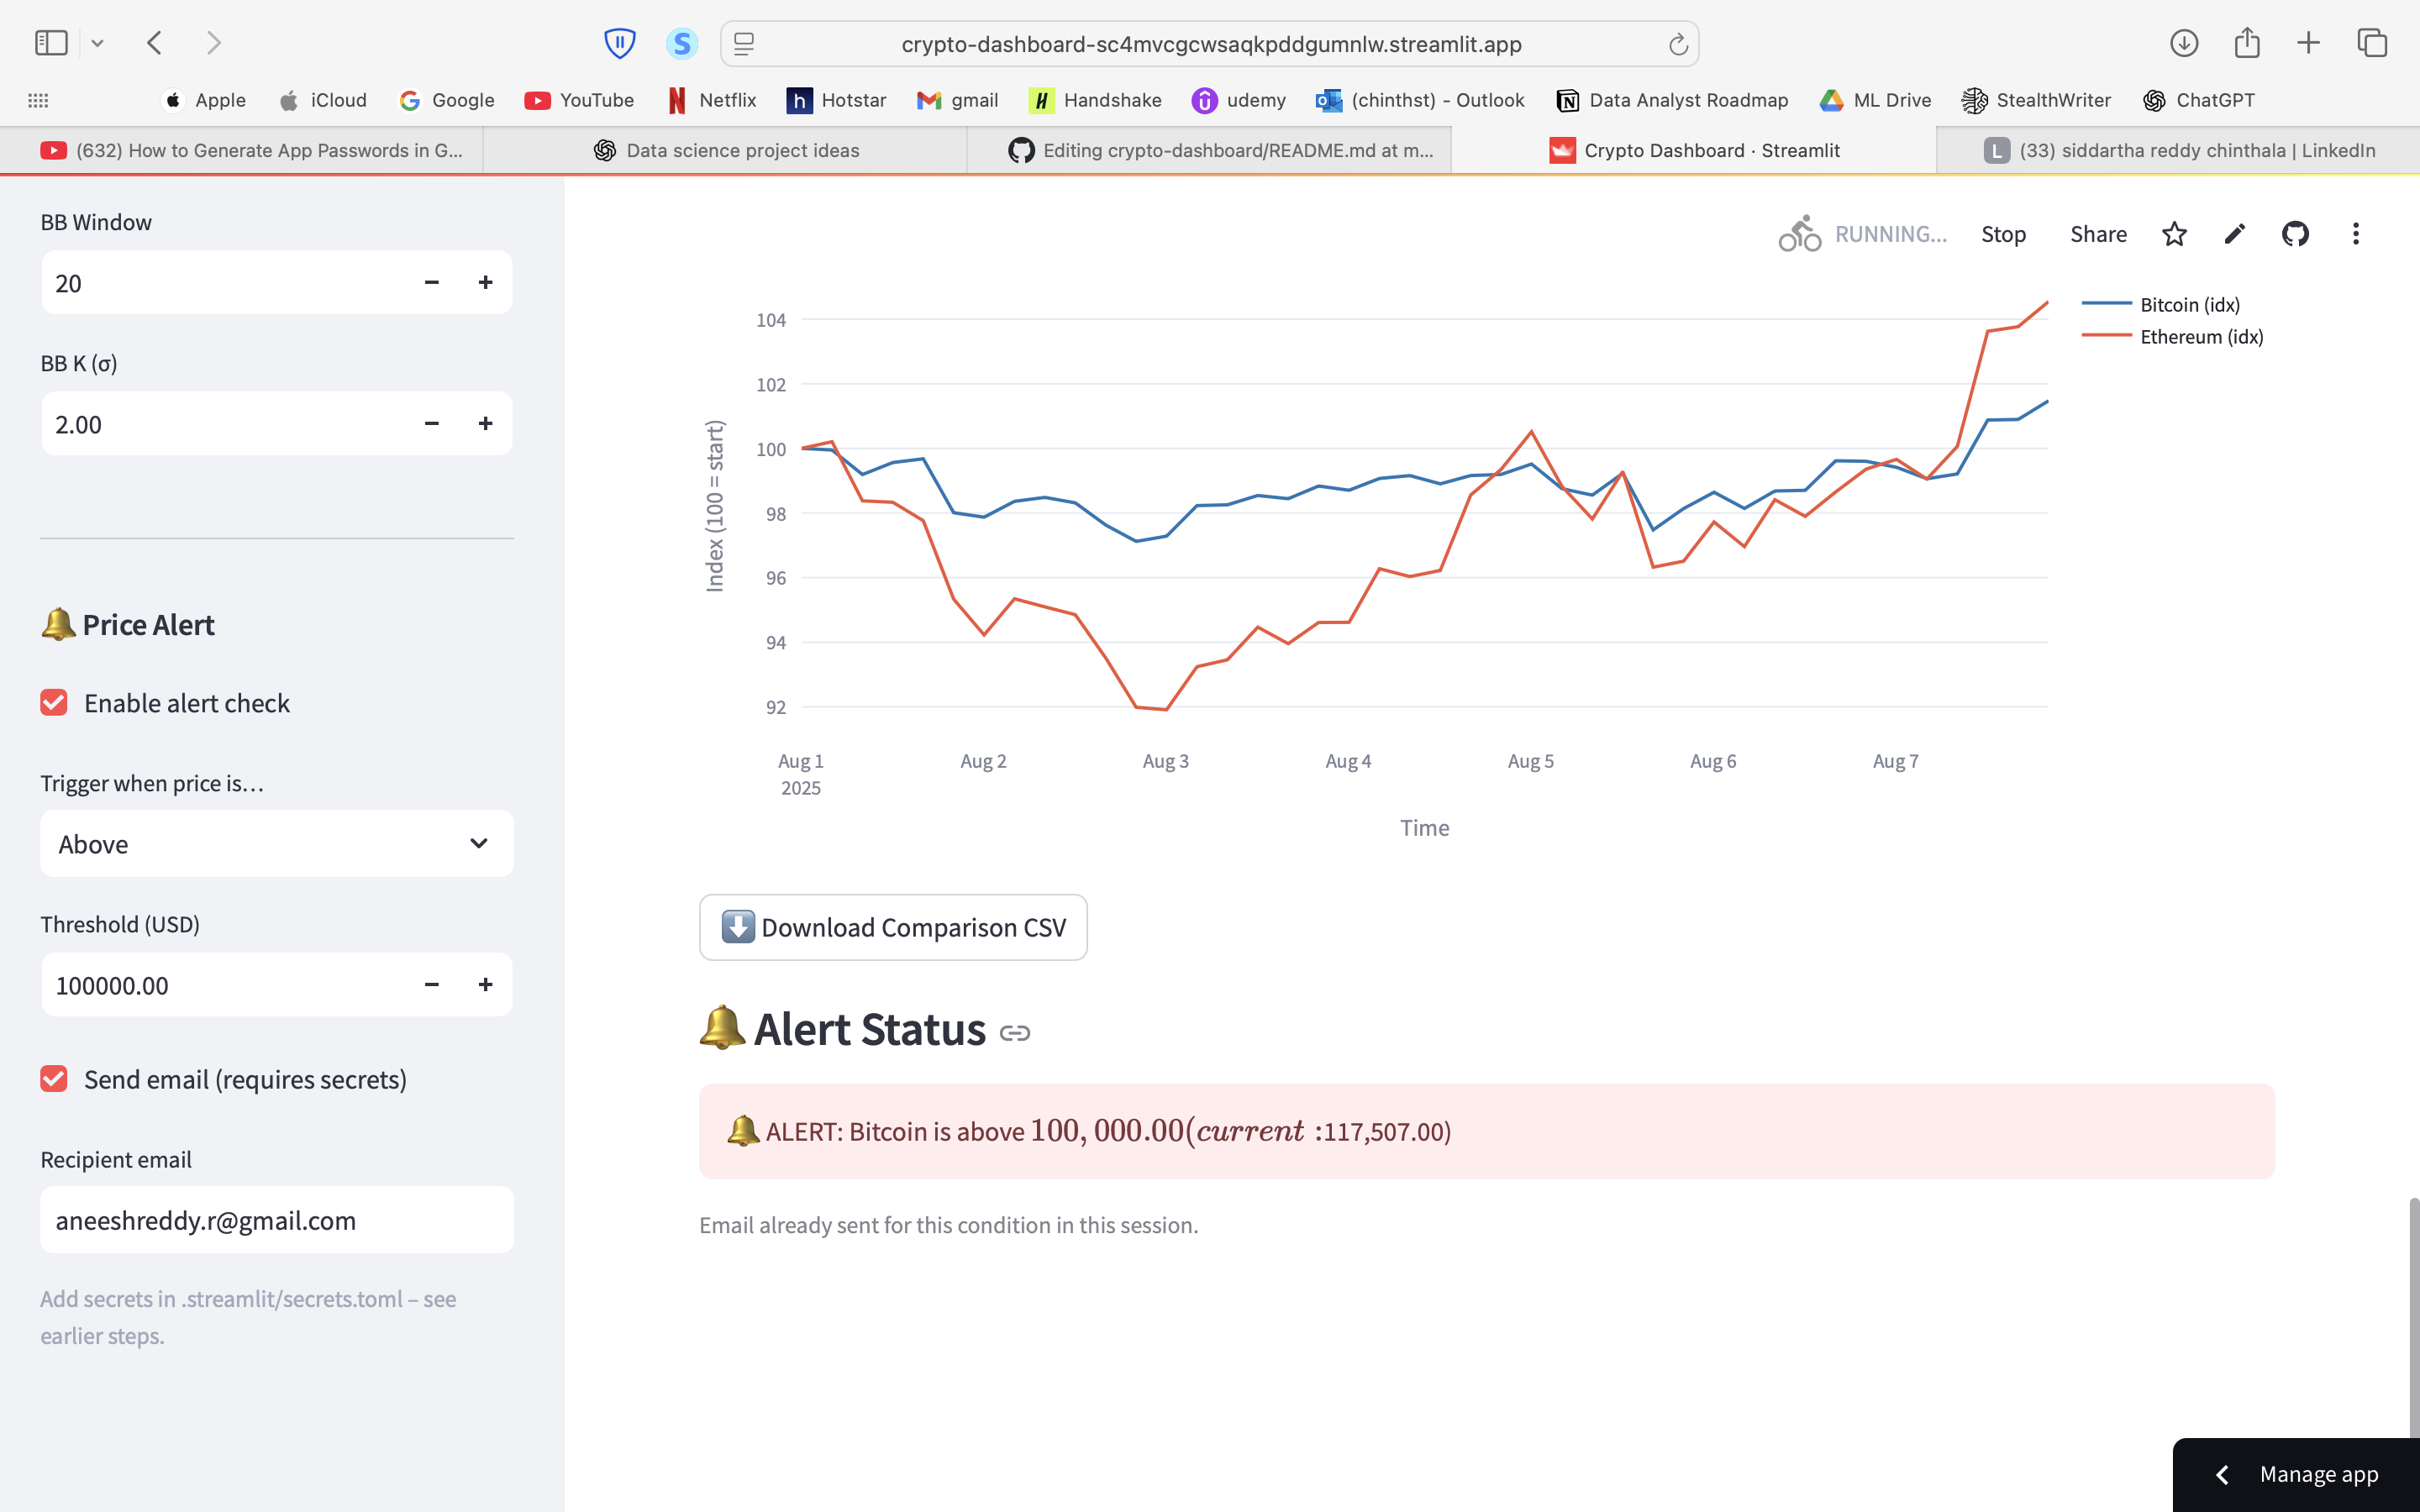 crypto-dashboard-sc4mvcgcwsaqkpddgumnlw.streamlit.app
Apple
iCloud
Google
YouTube
Netflix
Hotstar
gmail
Handshake
udemy
(chinthst) - Outlook
Data Analyst Roadmap
ML Drive
StealthWriter
ChatGPT
(632) How to Generate App Passwords in G...
Data science project ideas
Editing crypto-dashboard/README.md at m...
Crypto Dashboard · Streamlit
(33) siddartha reddy chinthala | LinkedIn
BB Window
20
BB K (σ)
2.00
🔔 Price Alert
Enable alert check
Trigger when price is…
Above
Threshold (USD)
100000.00
Send email (requires secrets)
Recipient email
aneeshreddy.r@gmail.com
Add secrets in .streamlit/secrets.toml – see
earlier steps.
RUNNING...
Stop
Share
Bitcoin (idx)
Ethereum (idx)
Index (100 = start)
104
102
100
98
96
94
92
Aug 1
2025
Aug 2
Aug 3
Aug 4
Aug 5
Aug 6
Aug 7
Time
⬇️ Download Comparison CSV
🔔 Alert Status
🔔 ALERT: Bitcoin is above 100, 000.00(current :117,507.00)
Email already sent for this condition in this session.
Manage app